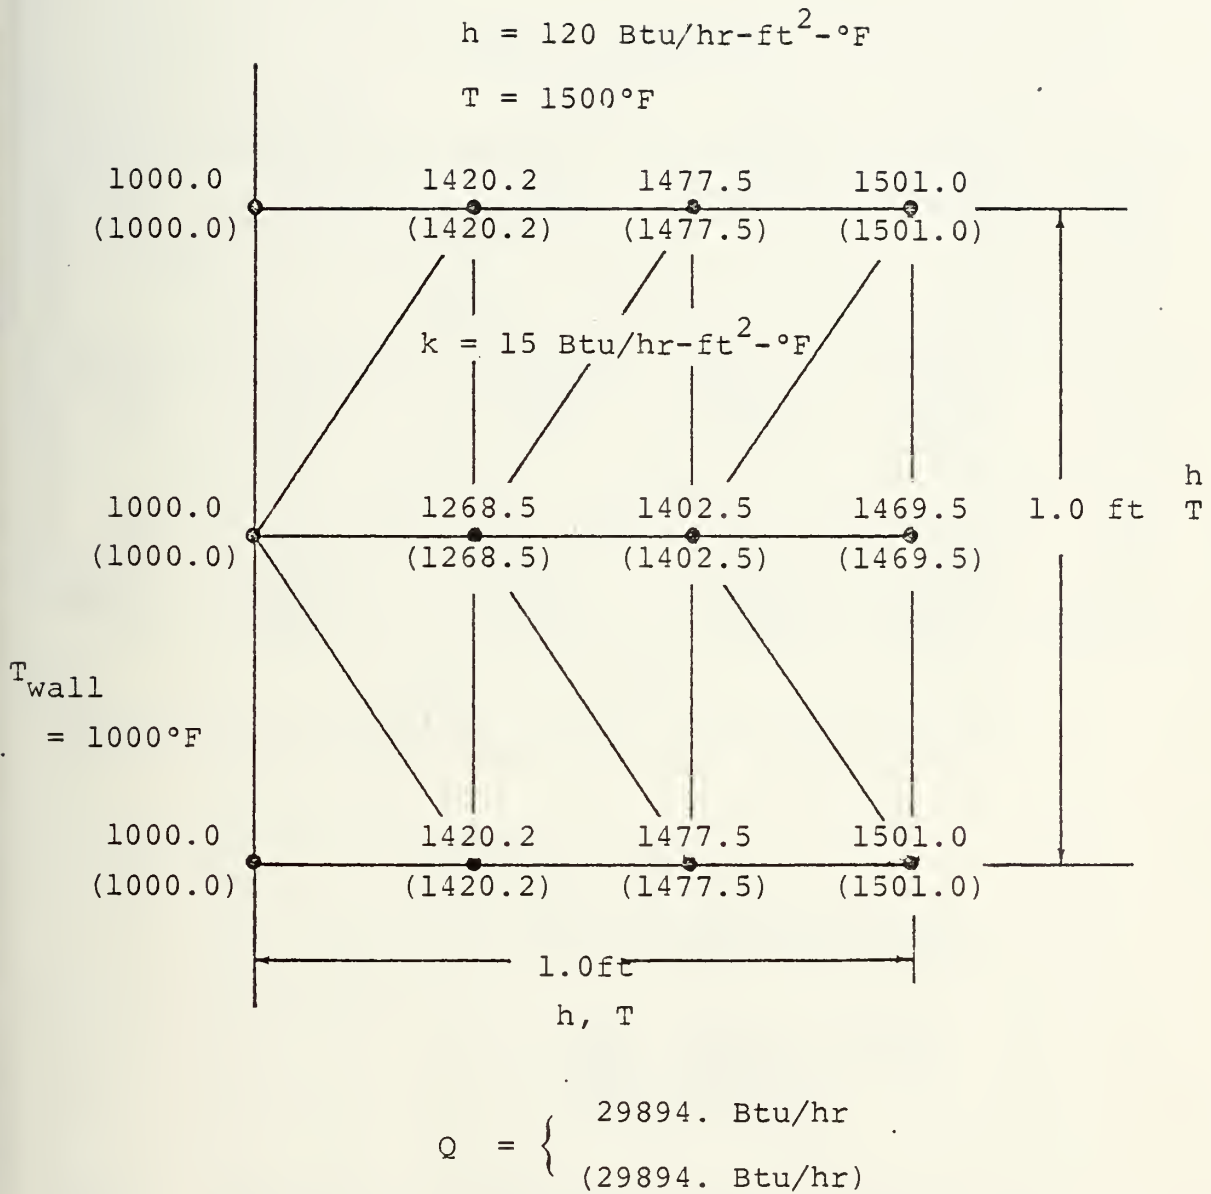 h = 120 Btu/hr-ft²-°F
T = 1500°F
1000.0 1420.2 1477.5 1501.0
(1000.0) (1420.2) (1477.5) (1501.0)
k = 15 Btu/hr-ft²-°F
1000.0 1268.5 1402.5 1469.5
(1000.0) (1268.5) (1402.5) (1469.5)
1.0 ft
h
T
Twall
= 1000°F
1000.0 1420.2 1477.5 1501.0
(1000.0) (1420.2) (1477.5) (1501.0)
1.0ft
h, T
Q = { 29894. Btu/hr
(29894. Btu/hr)